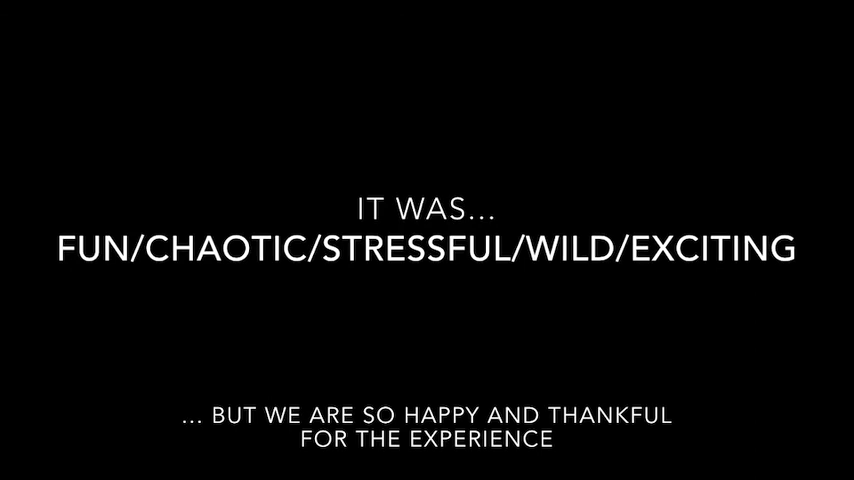 IT WAS...
FUN/CHAOTIC/STRESSFUL/WILD/EXCITING
... BUT WE ARE SO HAPPY AND THANKFUL
FOR THE EXPERIENCE